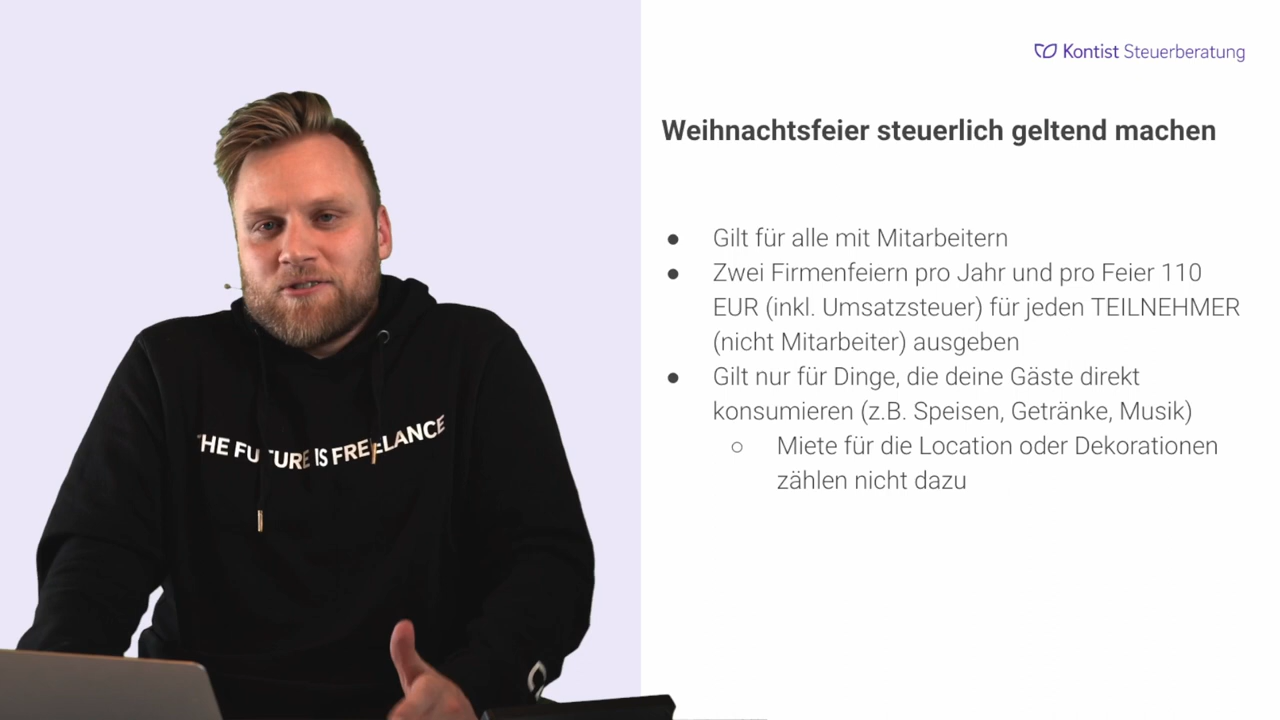 Kontist Steuerberatung
Weihnachtsfeier steuerlich geltend machen
● Gilt für alle mit Mitarbeitern
● Zwei Firmenfeiern pro Jahr und pro Feier 110
EUR (inkl. Umsatzsteuer) für jeden TEILNEHMER
(nicht Mitarbeiter) ausgeben
● Gilt nur für Dinge, die deine Gäste direkt
konsumieren (z.B. Speisen, Getränke, Musik)
○ Miete für die Location oder Dekorationen
zählen nicht dazu
THE FUTURE IS FREELANCE